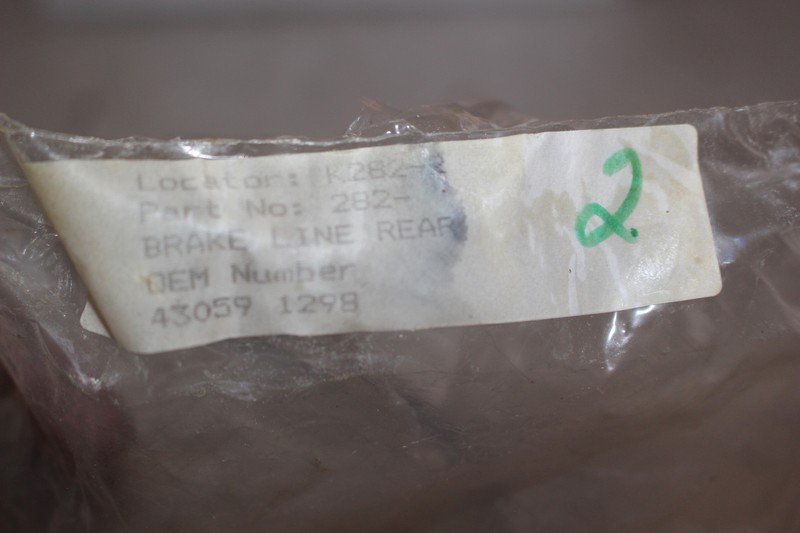 Locator: K282-
Part No: 282-
BRAKE LINE REAR
OEM Number
43059 1298
2